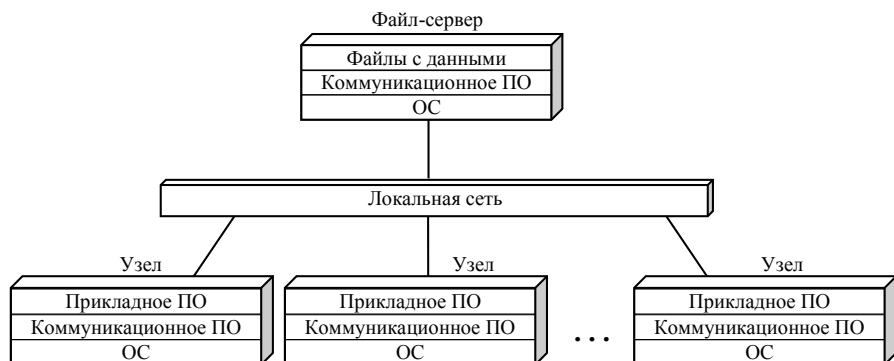 Файл-сервер
Файлы с данными
Коммуникационное ПО
ОС
Локальная сеть
Узел
Узел
Узел
Прикладное ПО
Прикладное ПО
Прикладное ПО
Коммуникационное ПО
Коммуникационное ПО
...
Коммуникационное ПО
ОС
ОС
ОС